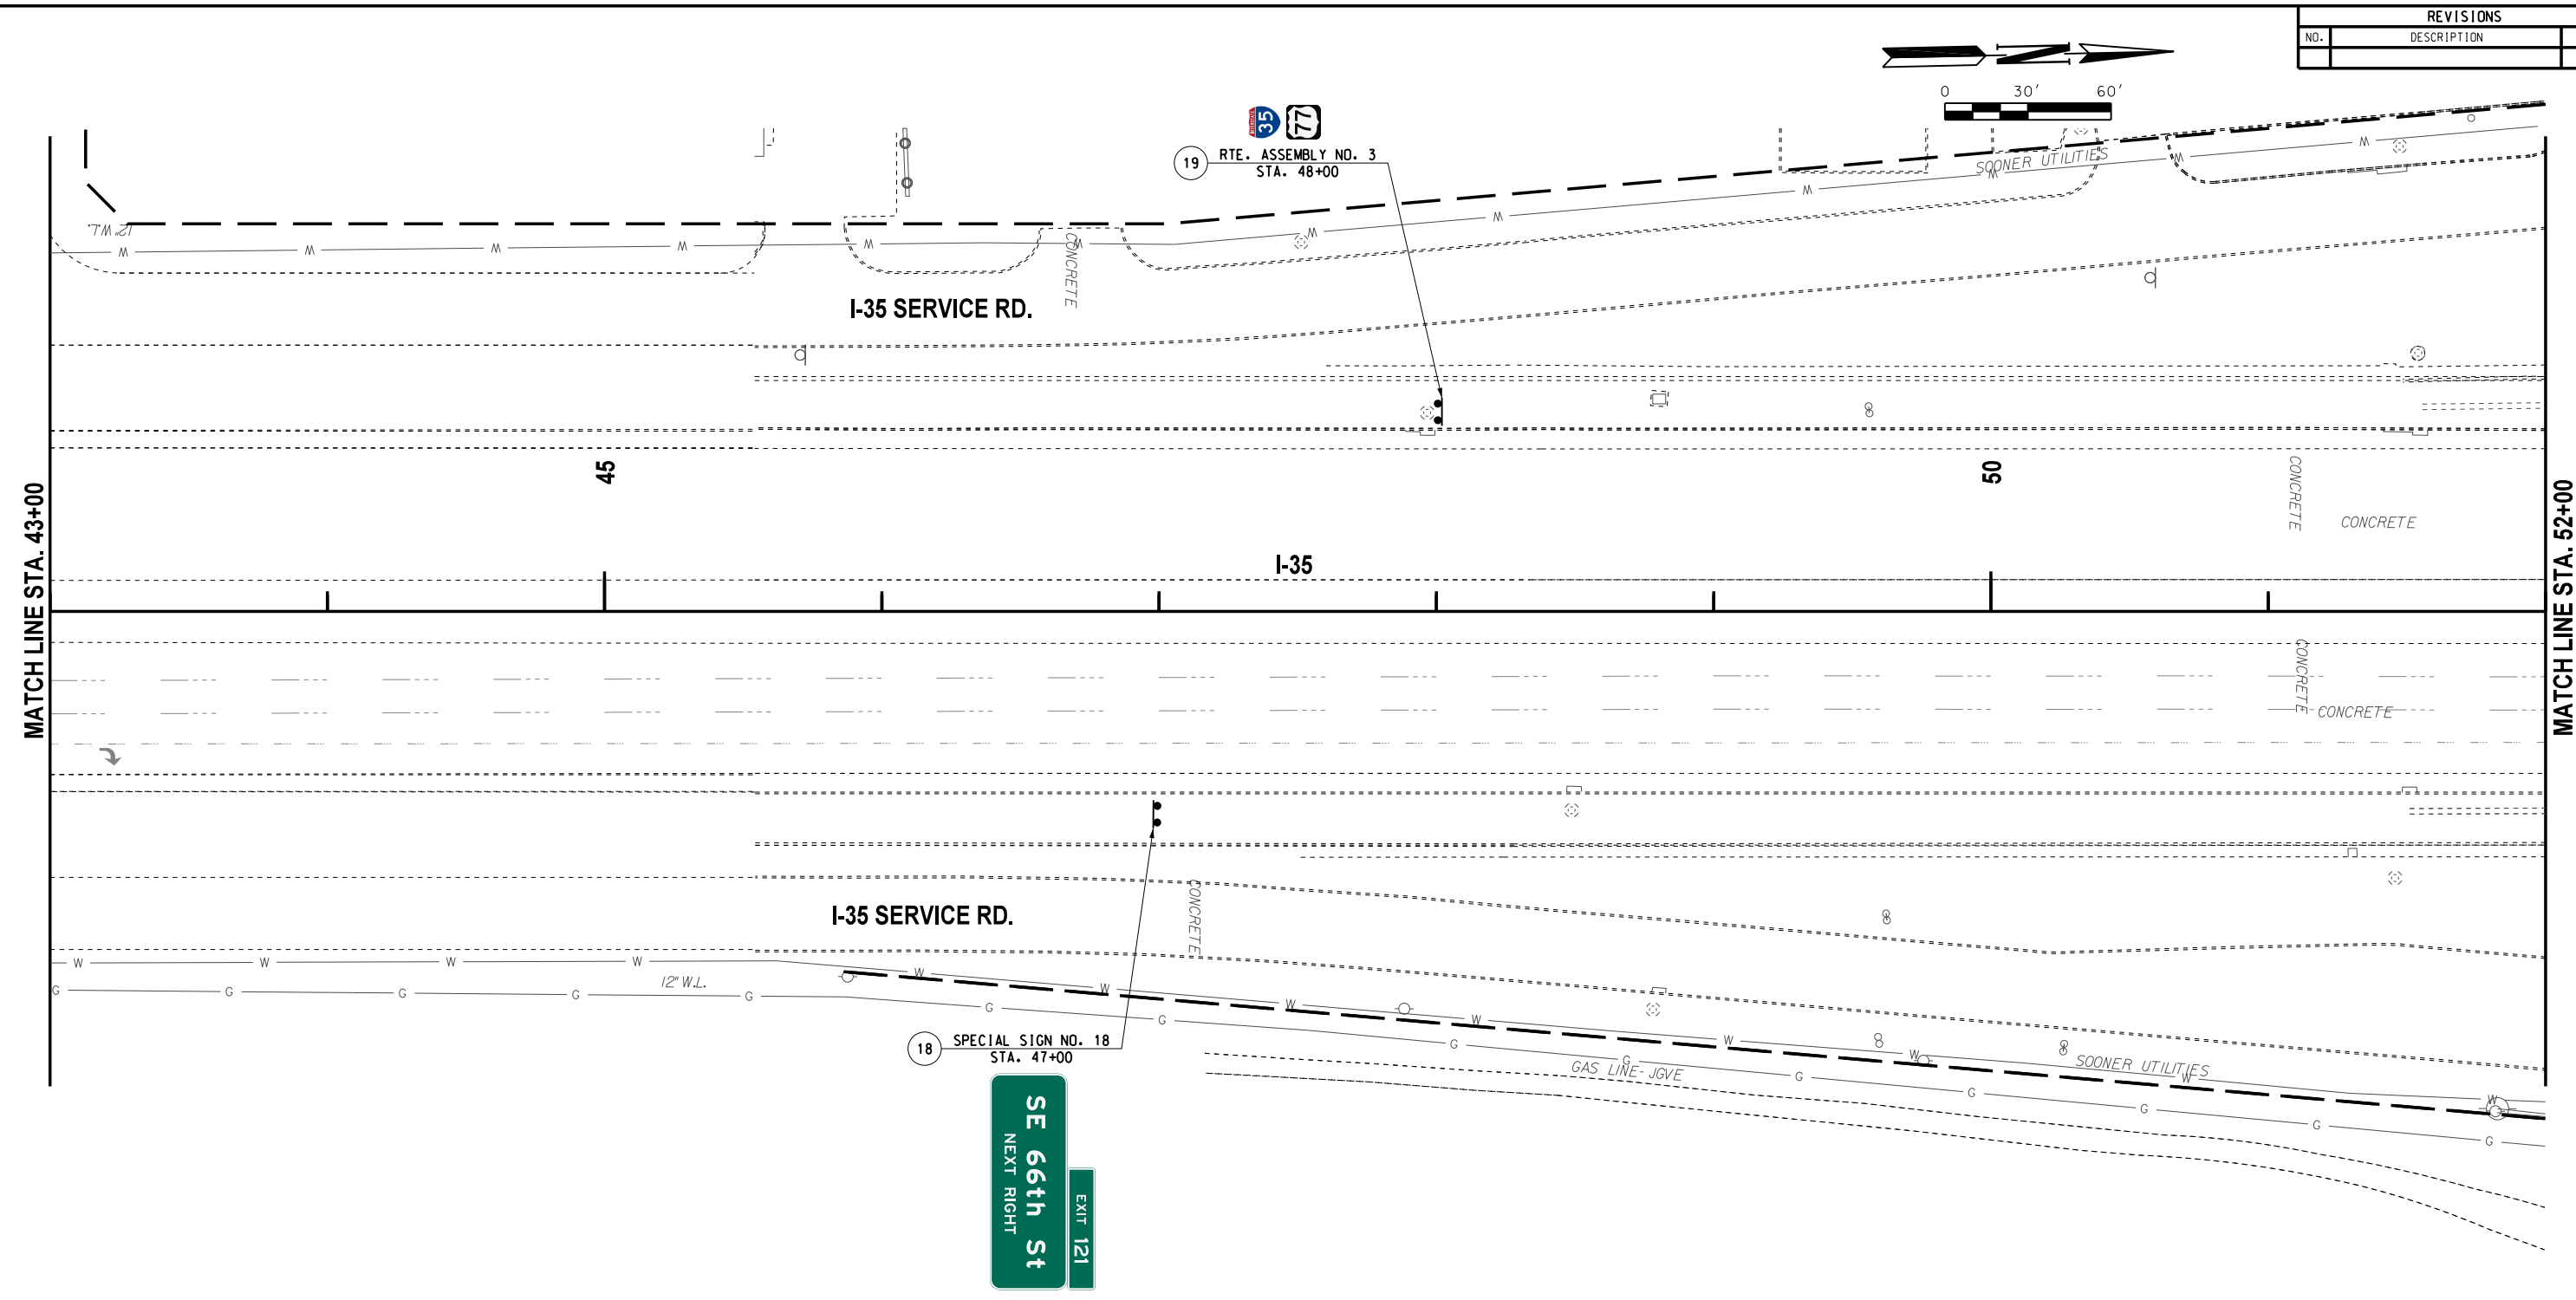 REVISIONS
NO. DESCRIPTION
N
0 30' 60'
INTERSTATE
35
77
19 RTE. ASSEMBLY NO. 3
STA. 48+00
SOONER UTILITIES
12" W.L.
W W W W W W W W W W W W W
CONCRETE
I-35 SERVICE RD.
45
50
CONCRETE
CONCRETE
MATCH LINE STA. 43+00
MATCH LINE STA. 52+00
I-35
CONCRETE
CONCRETE
CONCRETE
I-35 SERVICE RD.
W W W W W W W W W W W W W
12" W.L.
G G G G G G G G G G G G G G G
18 SPECIAL SIGN NO. 18
STA. 47+00
GAS LINE-JGVE
SOONER UTILITIES
EXIT 121
SE 66th St
NEXT RIGHT